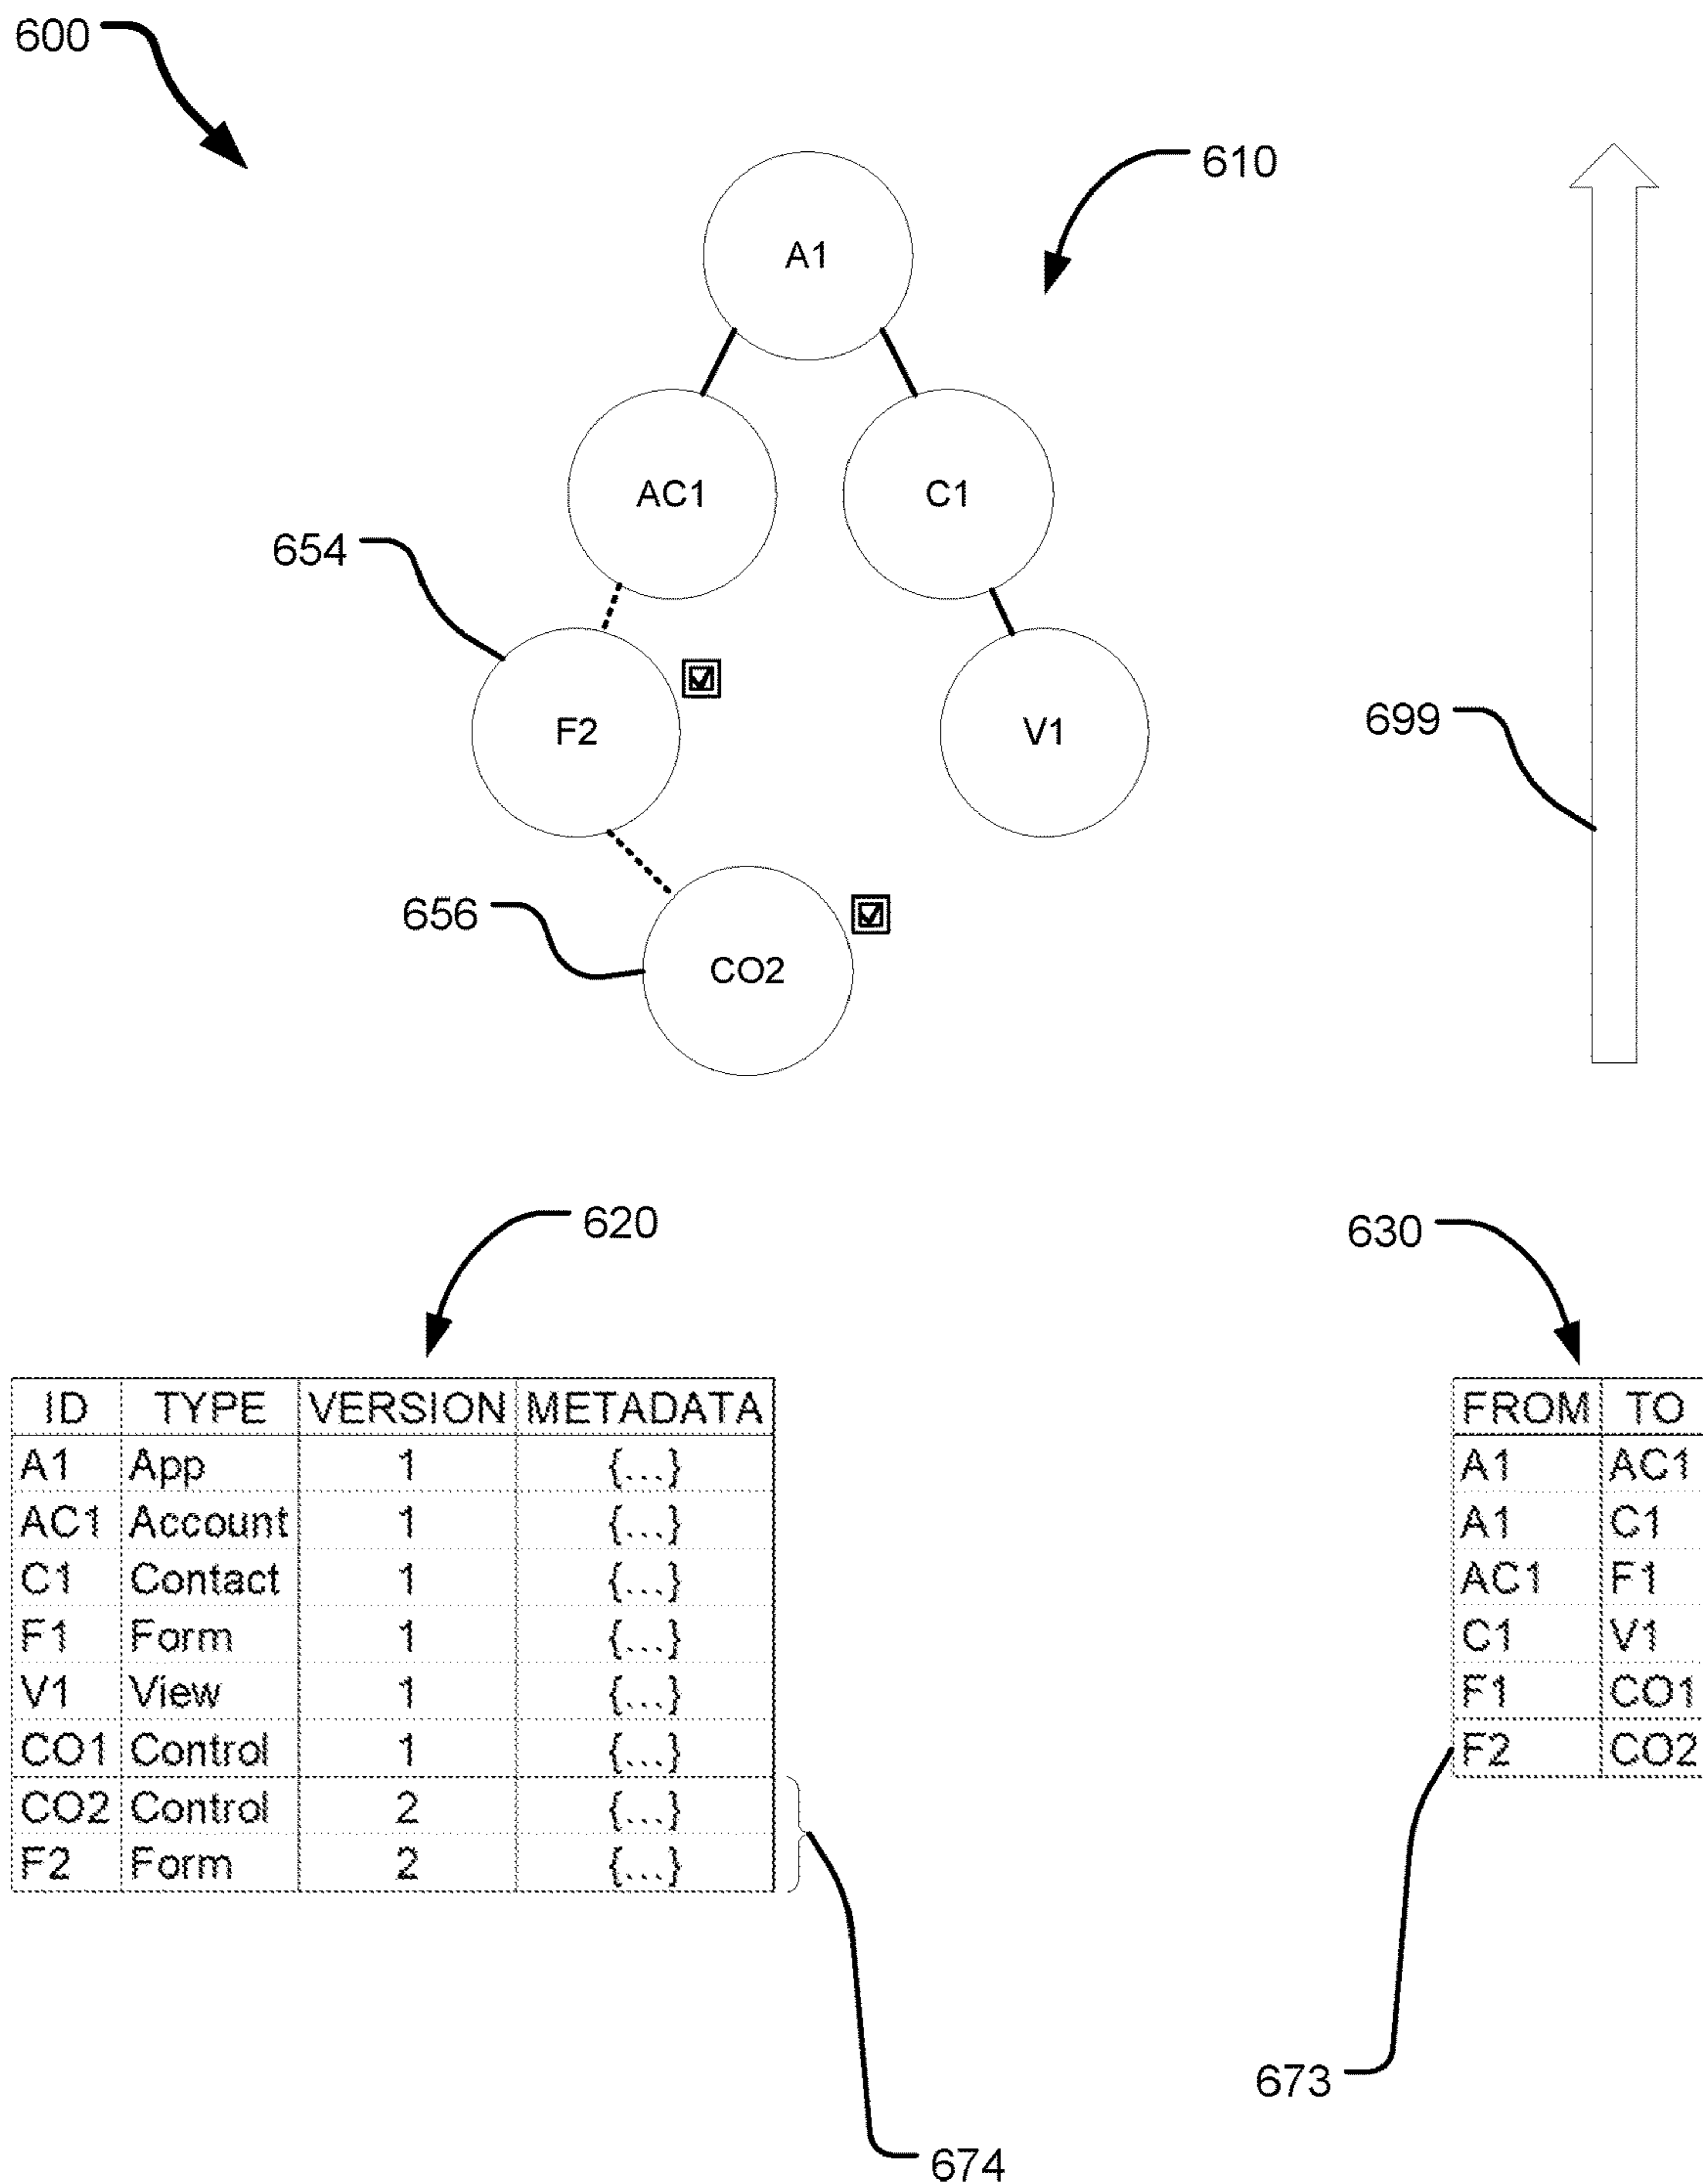 600
610
A1
AC1 C1
654
F2 V1
699
656
CO2
620
630
ID TYPE VERSION METADATA
A1 App 1 {...}
AC1 Account 1 {...}
C1 Contact 1 {...}
F1 Form 1 {...}
V1 View 1 {...}
CO1 Control 1 {...}
CO2 Control 2 {...}
F2 Form 2 {...}
FROM TO
A1 AC1
A1 C1
AC1 F1
C1 V1
F1 CO1
F2 CO2
673
674